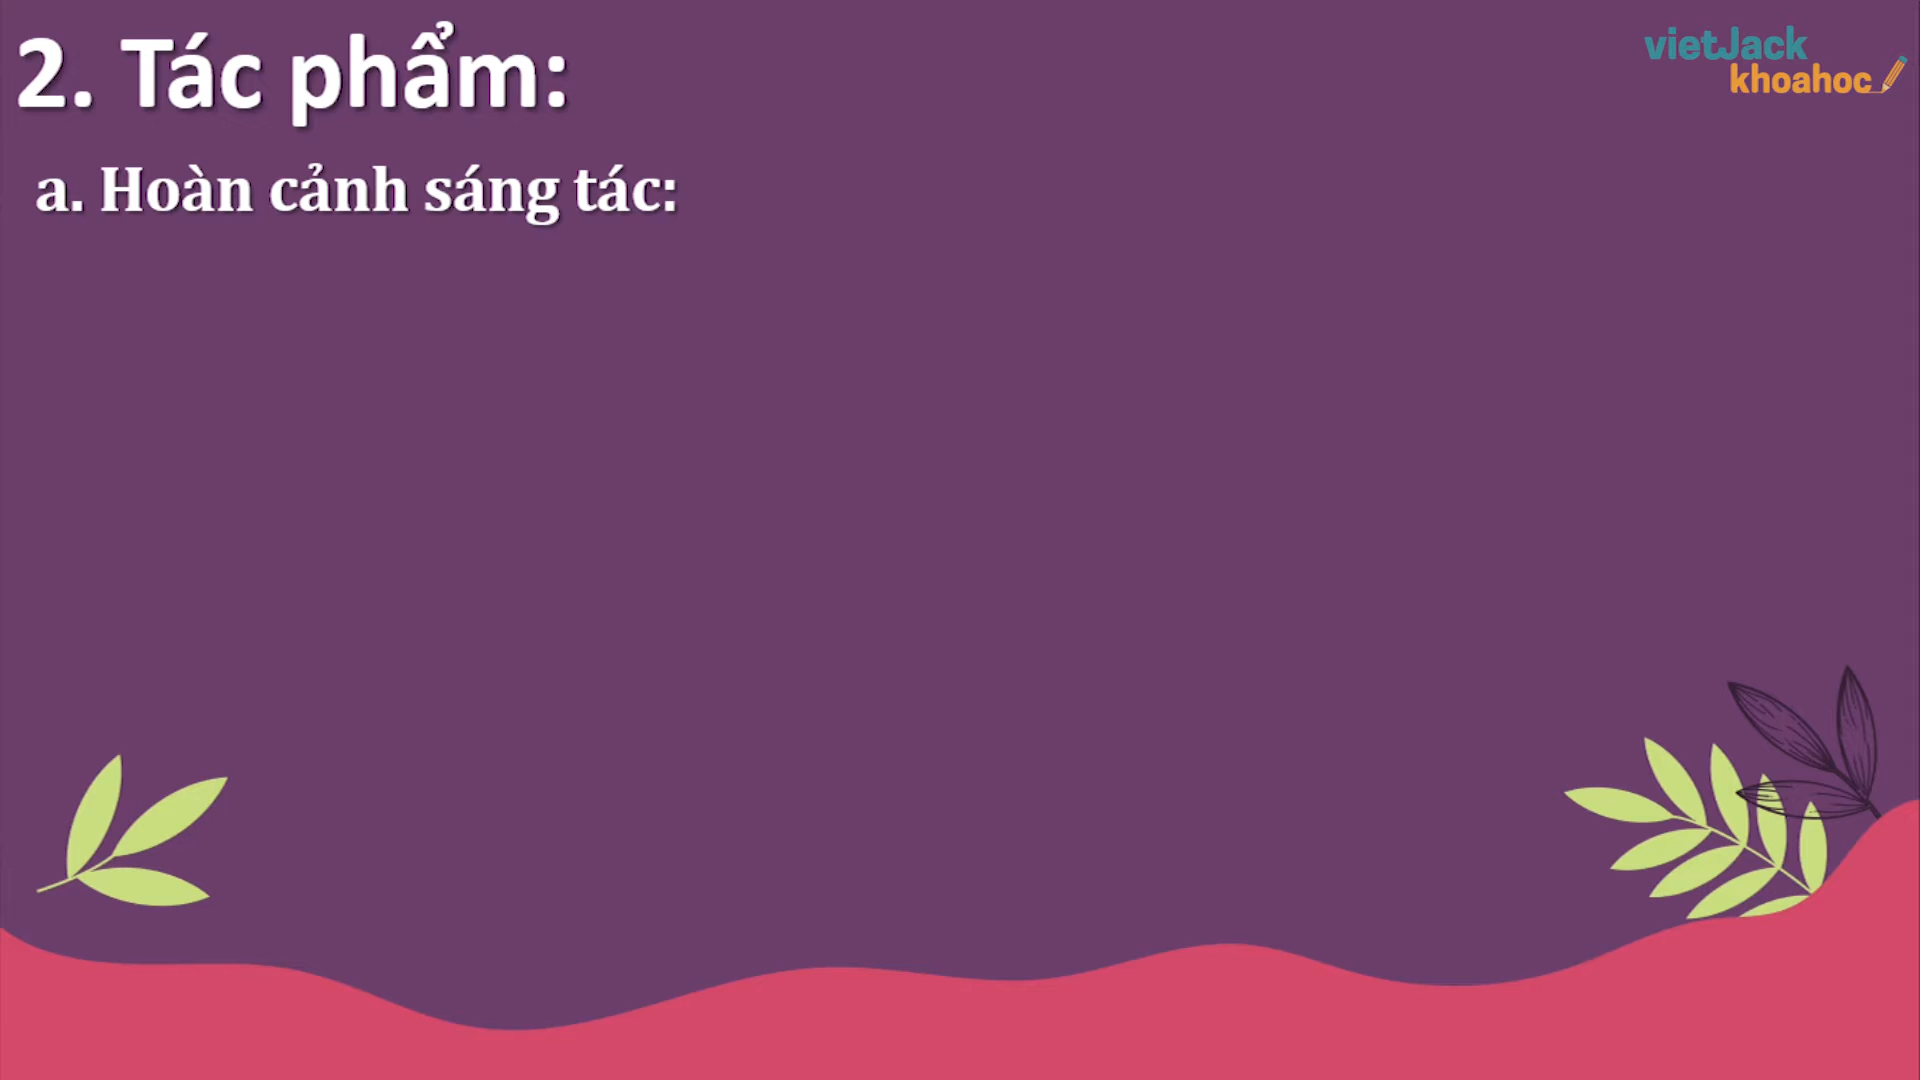 2. Tác phẩm:
vietJack
khoahoc
a. Hoàn cảnh sáng tác: